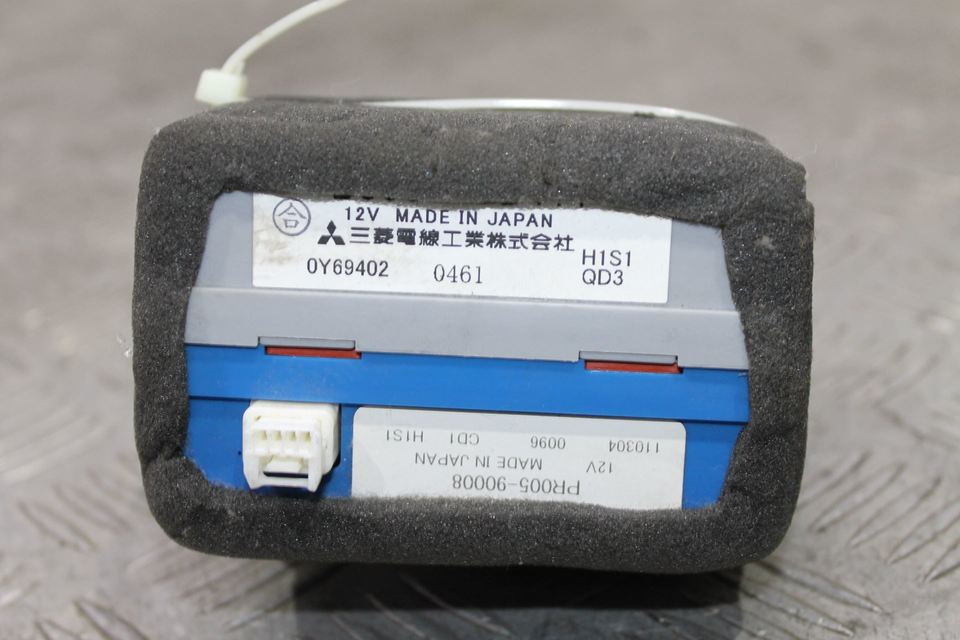 合 12V MADE IN JAPAN
三菱電線工業株式会社
0Y69402 0461 H1S1
QD3
PR005-90008
12V MADE IN JAPAN
110304 0096 CD1 H1S1